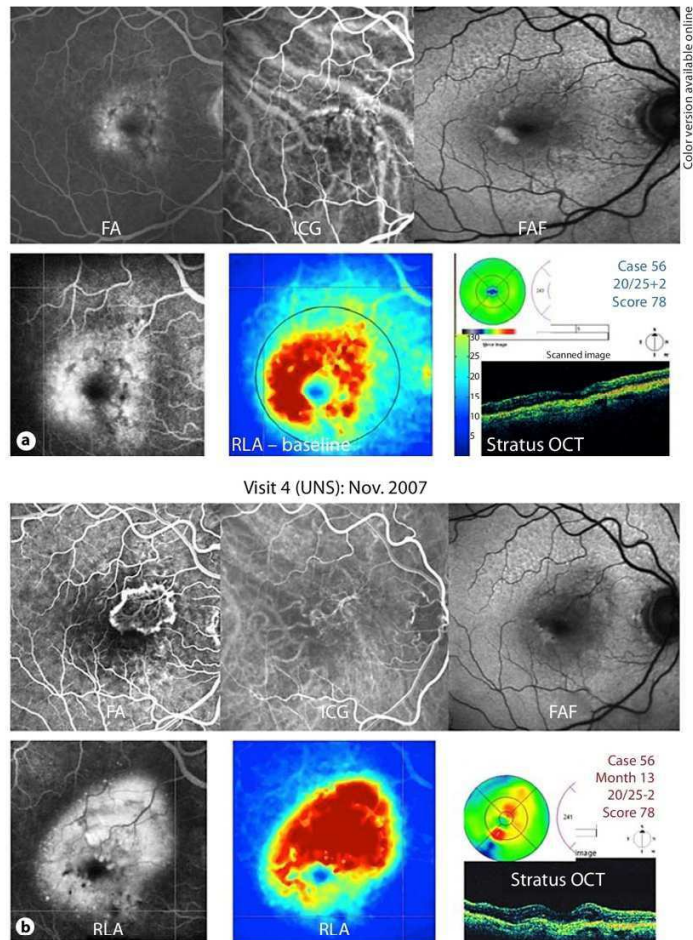 Color version available online
FA
ICG
FAF
RLA – baseline
30
25
20
15
10
5
Case 56
20/25+2
Score 78
Scanned image
Stratus OCT
a
Visit 4 (UNS): Nov. 2007
FA
ICG
FAF
RLA
RLA
Case 56
Month 13
20/25-2
Score 78
241
image
Stratus OCT
b